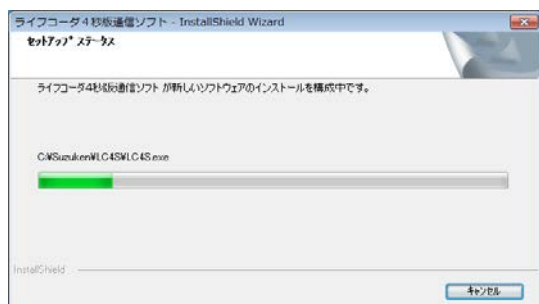 ライフコーダ4秒版通信ソフト - InstallShield Wizard
セットアップ ステータス
ライフコーダ4秒版通信ソフト が新しいソフトウェアのインストールを構成中です。
C:¥Suzuken¥LC4S¥LC4S.exe
InstallShield
キャンセル